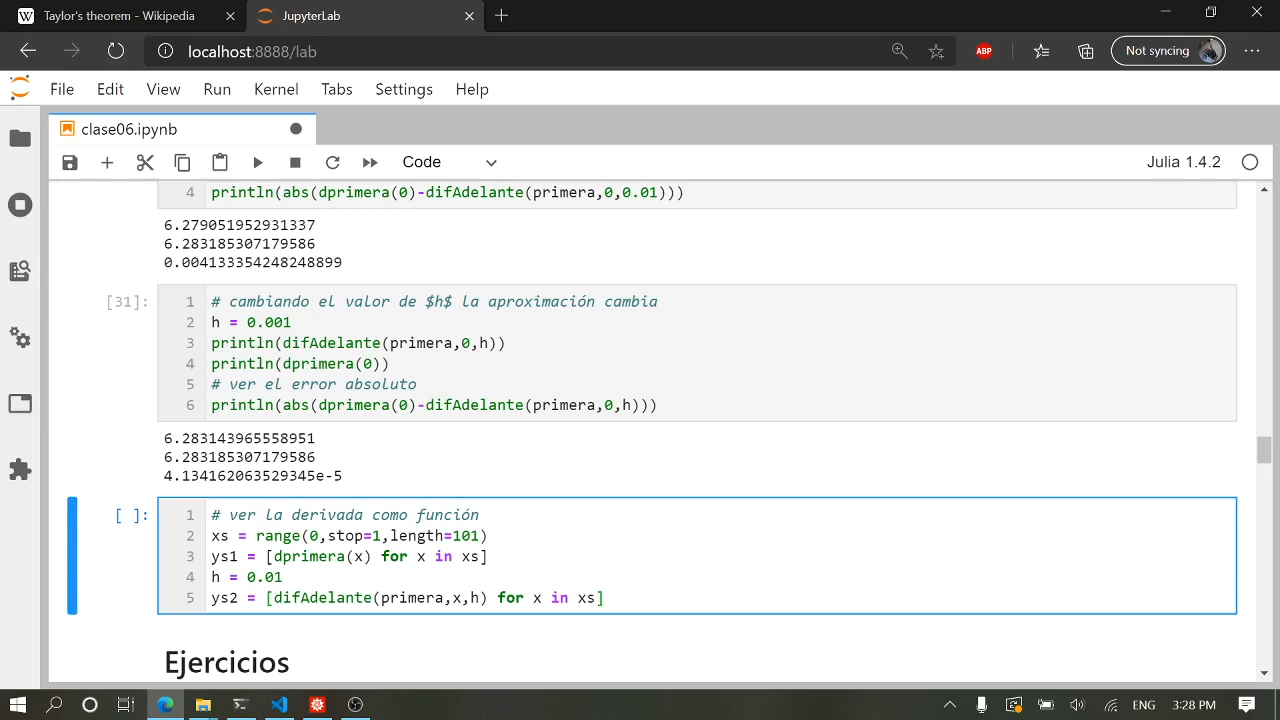 Taylor's theorem - Wikipedia
JupyterLab
localhost:8888/lab
ABP
Not syncing
File Edit View Run Kernel Tabs Settings Help
clase06.ipynb
Code
Julia 1.4.2
4 println(abs(dprimera(0)-difAdelante(primera,0,0.01)))
6.279051952931337
6.283185307179586
0.004133354248248899
[31]:
1 # cambiando el valor de $h$ la aproximación cambia
2 h = 0.001
3 println(difAdelante(primera,0,h))
4 println(dprimera(0))
5 # ver el error absoluto
6 println(abs(dprimera(0)-difAdelante(primera,0,h)))
6.283143965558951
6.283185307179586
4.134162063529345e-5
[ ]:
1 # ver la derivada como función
2 xs = range(0,stop=1,length=101)
3 ys1 = [dprimera(x) for x in xs]
4 h = 0.01
5 ys2 = [difAdelante(primera,x,h) for x in xs]
Ejercicios
ENG
3:28 PM